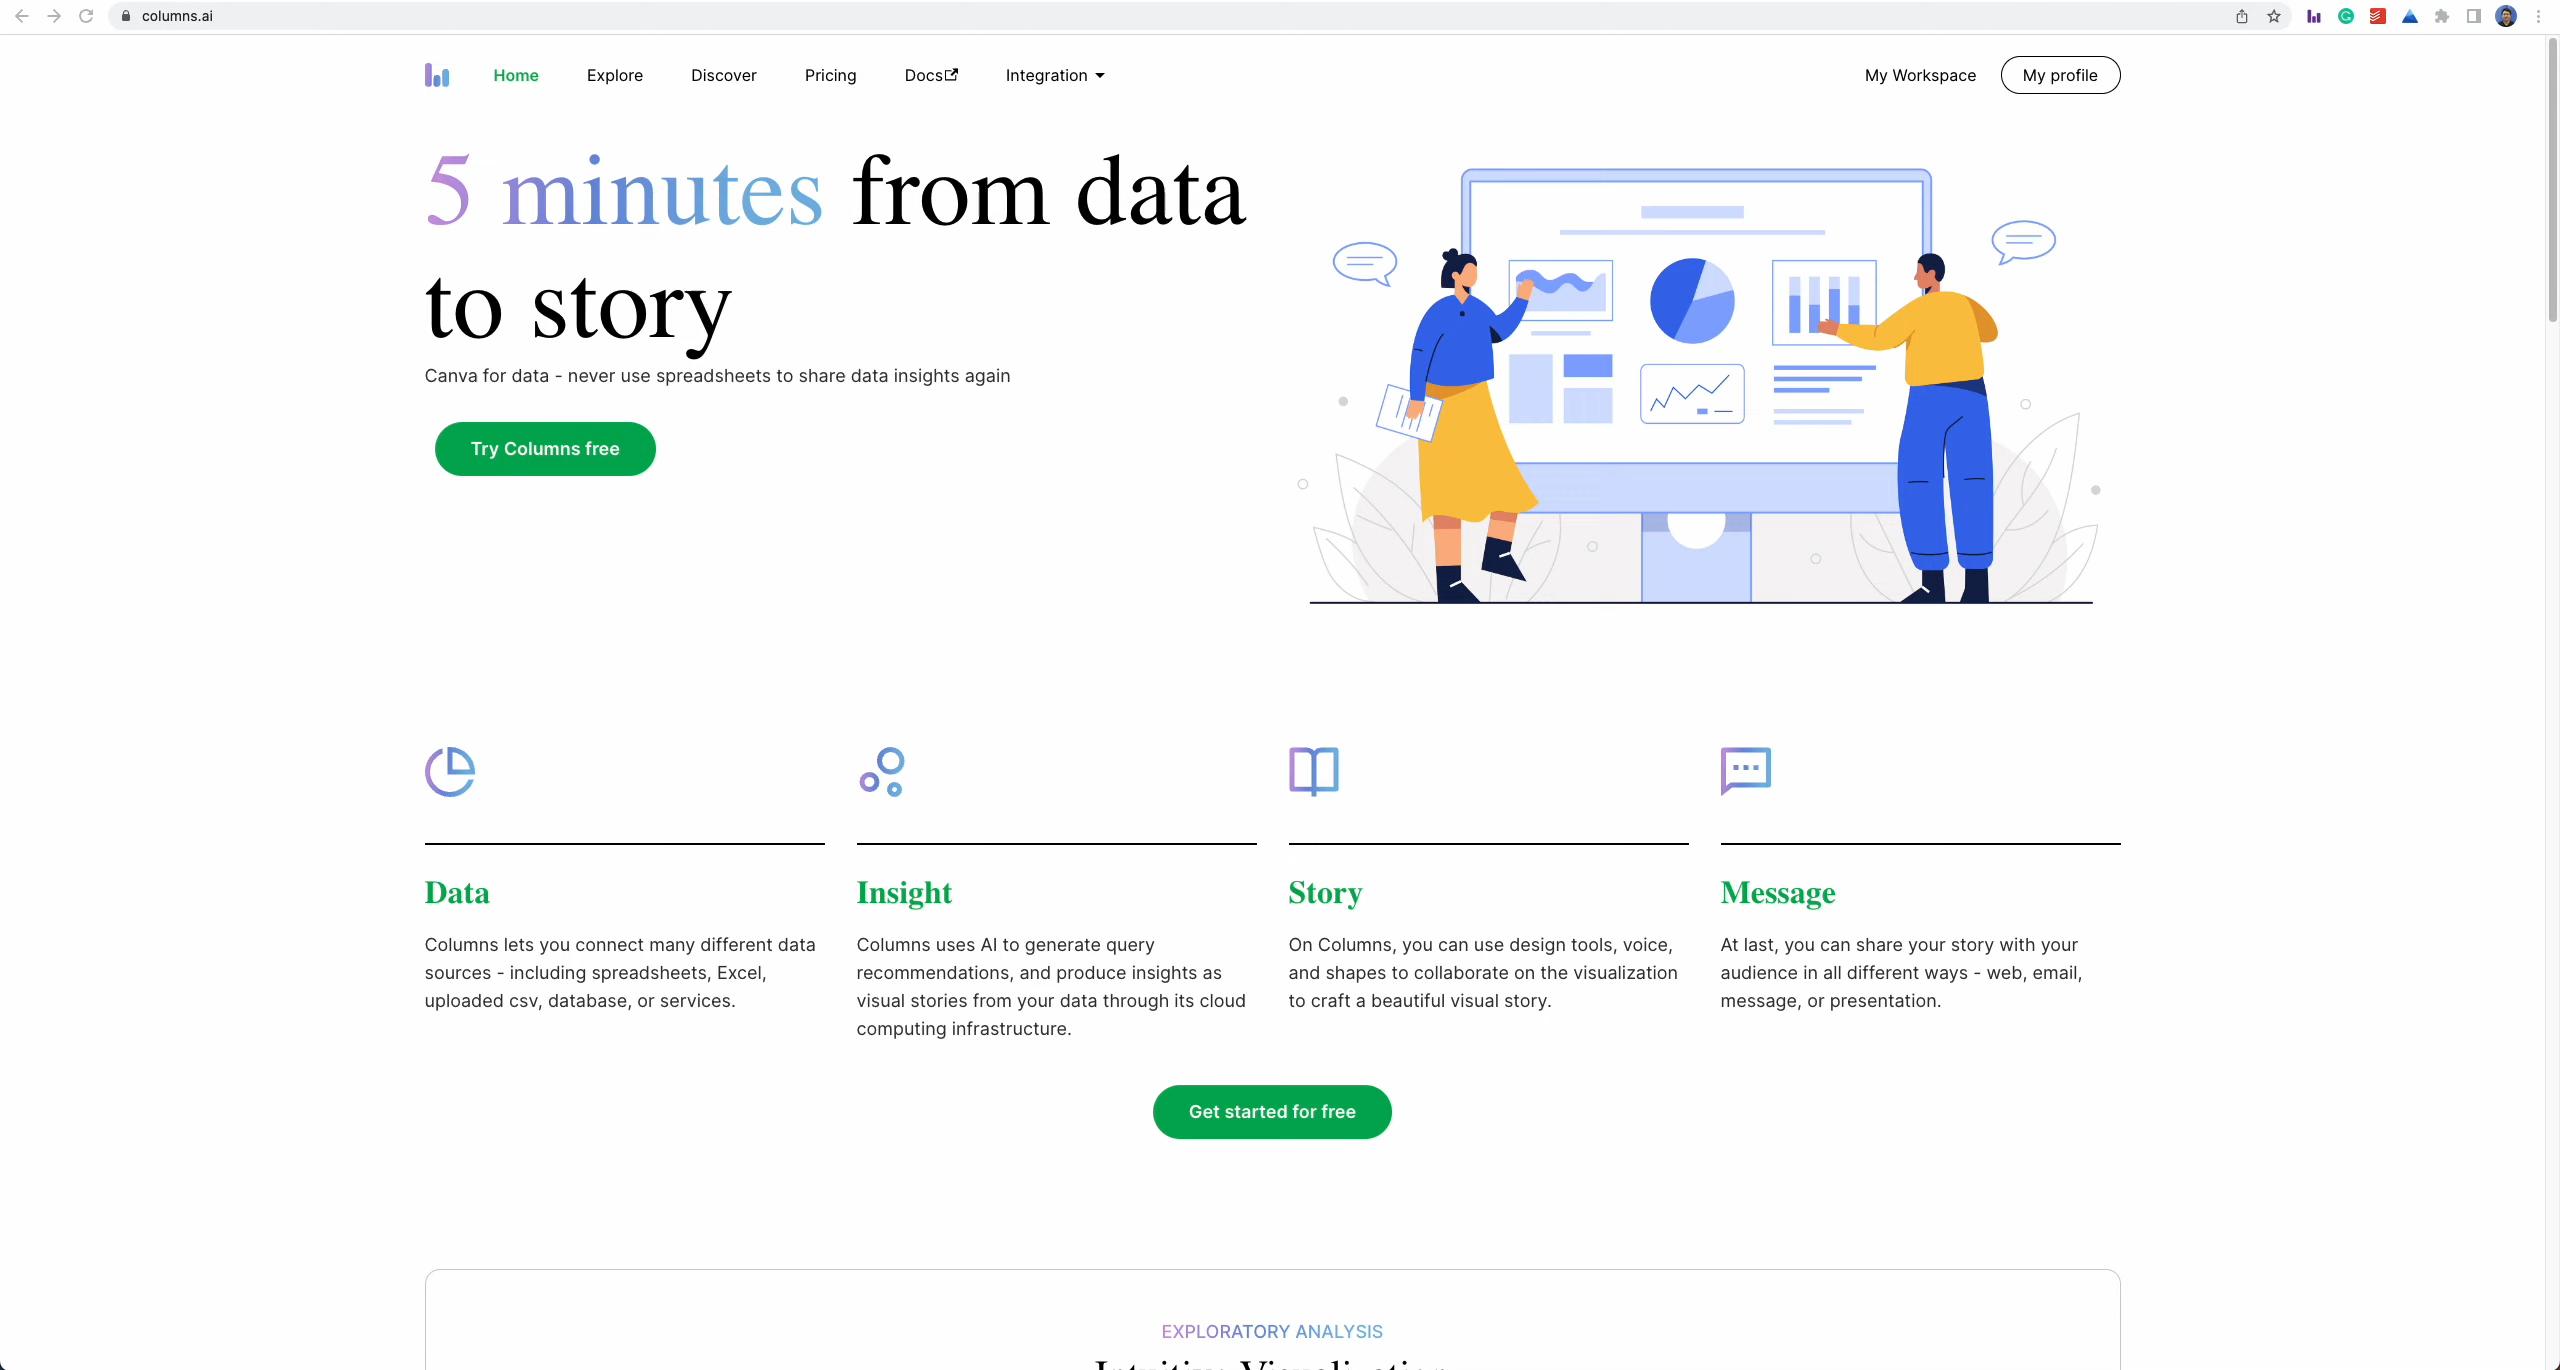 columns.ai
Home Explore Discover Pricing Docs Integration My Workspace My profile
5 minutes from data
to story
Canva for data - never use spreadsheets to share data insights again
Try Columns free
Data
Columns lets you connect many different data
sources - including spreadsheets, Excel,
uploaded csv, database, or services.
Insight
Columns uses AI to generate query
recommendations, and produce insights as
visual stories from your data through its cloud
computing infrastructure.
Story
On Columns, you can use design tools, voice,
and shapes to collaborate on the visualization
to craft a beautiful visual story.
Message
At last, you can share your story with your
audience in all different ways - web, email,
message, or presentation.
Get started for free
EXPLORATORY ANALYSIS
Intuitive Visualization